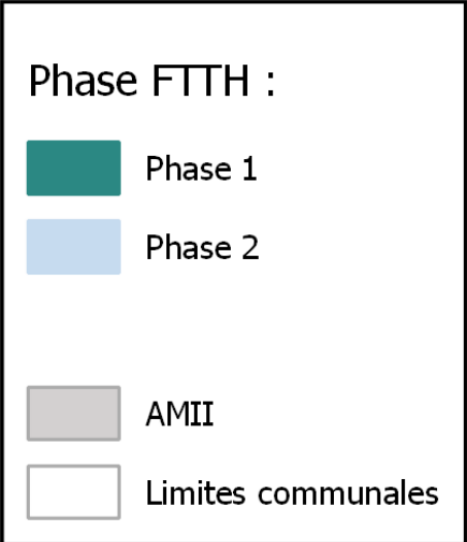 Phase FTTH :
Phase 1
Phase 2
AMII
Limites communales